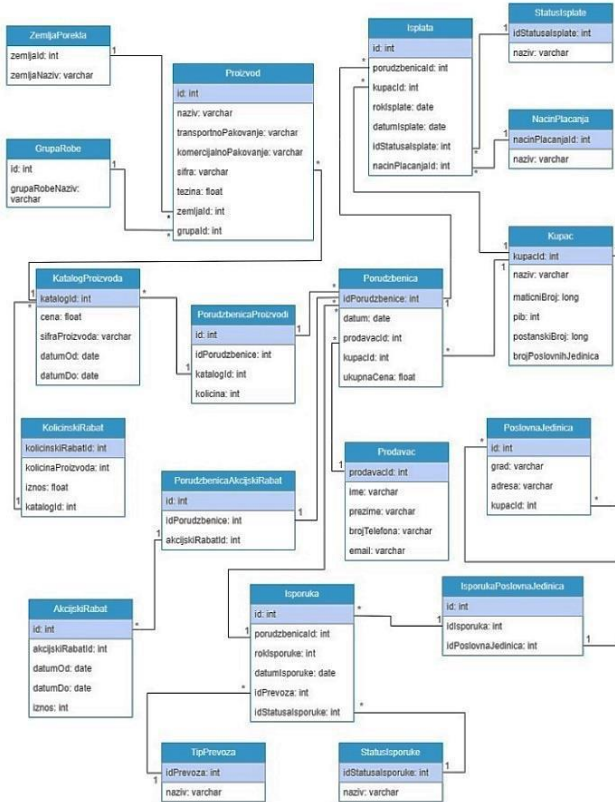 ZemljaPorekla
zemljaId: int
zemljaNaziv: varchar
GrupaRobe
id: int
grupaRobeNaziv:
varchar
Proizvod
id: int
naziv: varchar
transportnoPakovanje: varchar
komercijalnoPakovanje: varchar
sifra: varchar
tezina: float
zemljaId: int
grupaId: int
Isplata
id: int
porudzbenicaId: int
kupacId: int
rokIsplate: date
datumIsplate: date
idStatusaIsplate: int
nacinPlacanjaId: int
StatusIsplate
idStatusaIsplate: int
naziv: varchar
NacinPlacanja
nacinPlacanjaId: int
naziv: varchar
Kupac
kupacId: int
naziv: varchar
maticniBroj: long
pib: int
postanskiBroj: long
brojPoslovnihJedinica
KatalogProizvoda
katalogId: int
cena: float
sifraProizvoda: varchar
datumOd: date
datumDo: date
PorudzbenicaProizvodi
id: int
idPorudzbenice: int
katalogId: int
kolicina: int
Porudzbenica
idPorudzbenice: int
datum: date
prodavacId: int
kupacId: int
ukupnaCena: float
KolicinskiRabat
kolicinskiRabatId: int
kolicinaProizvoda: int
iznos: float
katalogId: int
PorudzbenicaAkcijskiRabat
id: int
idPorudzbenice: int
akcijskiRabatId: int
Prodavac
prodavacId: int
ime: varchar
prezime: varchar
brojTelefona: varchar
email: varchar
PoslovnaJedinica
id: int
grad: varchar
adresa: varchar
kupacId: int
AkcijskiRabat
id: int
akcijskiRabatId: int
datumOd: date
datumDo: date
iznos: int
Isporuka
id: int
porudzbenicaId: int
rokIsporuke: int
datumIsporuke: date
idPrevoza: int
idStatusaIsporuke: int
IsporukaPoslovnaJedinica
id: int
idIsporuka: int
idPoslovnaJedinica: int
TipPrevoza
idPrevoza: int
naziv: varchar
StatusIsporuke
idStatusaIsporuke: int
naziv: varchar